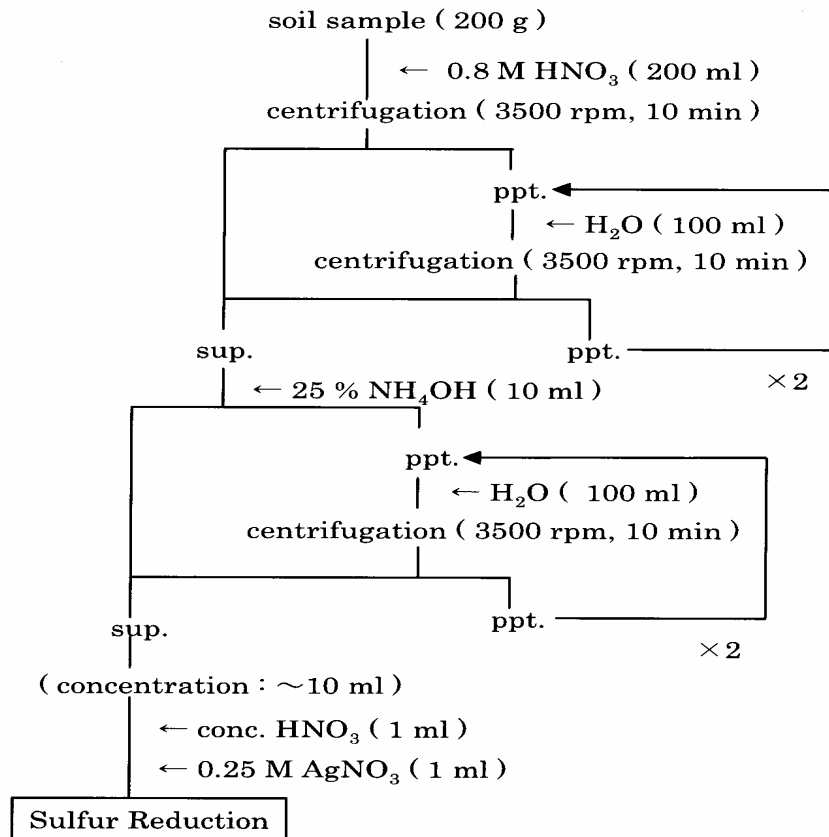 soil sample ( 200 g )
← 0.8 M HNO₃ ( 200 ml )
centrifugation ( 3500 rpm, 10 min )
ppt.
← H₂O ( 100 ml )
centrifugation ( 3500 rpm, 10 min )
sup.
ppt.
×2
← 25 % NH₄OH ( 10 ml )
ppt.
← H₂O ( 100 ml )
centrifugation ( 3500 rpm, 10 min )
sup.
ppt.
×2
( concentration : ~10 ml )
← conc. HNO₃ ( 1 ml )
← 0.25 M AgNO₃ ( 1 ml )
Sulfur Reduction